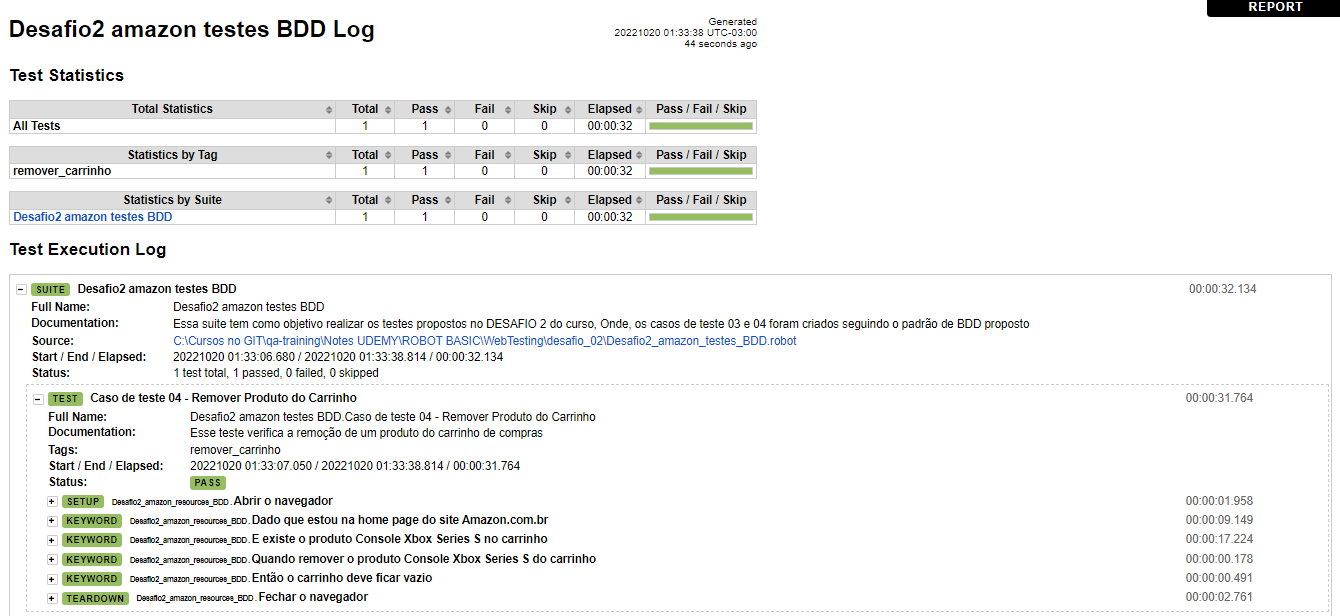 REPORT
Desafio2 amazon testes BDD Log
Generated
20221020 01:33:38 UTC-03:00
44 seconds ago
Test Statistics
Total Statistics Total Pass Fail Skip Elapsed Pass / Fail / Skip
All Tests 1 1 0 0 00:00:32
Statistics by Tag Total Pass Fail Skip Elapsed Pass / Fail / Skip
remover_carrinho 1 1 0 0 00:00:32
Statistics by Suite Total Pass Fail Skip Elapsed Pass / Fail / Skip
Desafio2 amazon testes BDD 1 1 0 0 00:00:32
Test Execution Log
SUITE Desafio2 amazon testes BDD 00:00:32.134
Full Name: Desafio2 amazon testes BDD
Documentation: Essa suite tem como objetivo realizar os testes propostos no DESAFIO 2 do curso, Onde, os casos de teste 03 e 04 foram criados seguindo o padrão de BDD proposto
Source: C:\Cursos no GIT\qa-training\Notes UDEMY\ROBOT BASIC\WebTesting\desafio_02\Desafio2_amazon_testes_BDD.robot
Start / End / Elapsed: 20221020 01:33:06.680 / 20221020 01:33:38.814 / 00:00:32.134
Status: 1 test total, 1 passed, 0 failed, 0 skipped
TEST Caso de teste 04 - Remover Produto do Carrinho 00:00:31.764
Full Name: Desafio2 amazon testes BDD.Caso de teste 04 - Remover Produto do Carrinho
Documentation: Esse teste verifica a remoção de um produto do carrinho de compras
Tags: remover_carrinho
Start / End / Elapsed: 20221020 01:33:07.050 / 20221020 01:33:38.814 / 00:00:31.764
Status: PASS
SETUP Desafio2_amazon_resources_BDD.Abrir o navegador 00:00:01.958
KEYWORD Desafio2_amazon_resources_BDD.Dado que estou na home page do site Amazon.com.br 00:00:09.149
KEYWORD Desafio2_amazon_resources_BDD.E existe o produto Console Xbox Series S no carrinho 00:00:17.224
KEYWORD Desafio2_amazon_resources_BDD.Quando remover o produto Console Xbox Series S do carrinho 00:00:00.178
KEYWORD Desafio2_amazon_resources_BDD.Então o carrinho deve ficar vazio 00:00:00.491
TEARDOWN Desafio2_amazon_resources_BDD.Fechar o navegador 00:00:02.761